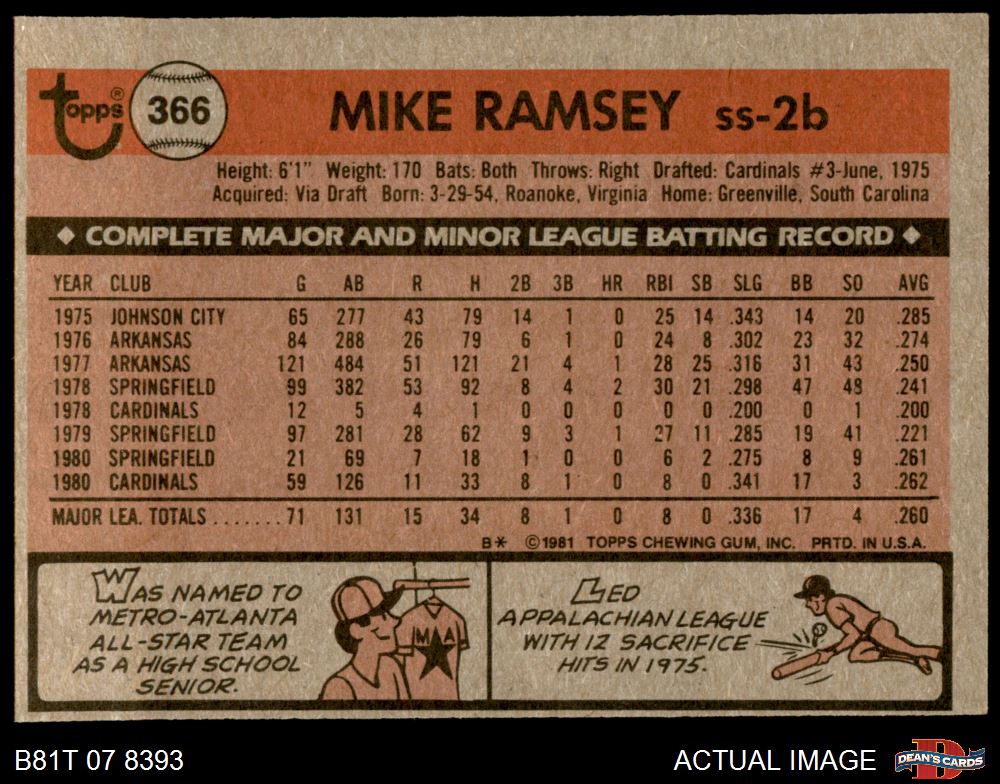 topps®
366
MIKE RAMSEY ss-2b
Height: 6'1" Weight: 170 Bats: Both Throws: Right Drafted: Cardinals #3-June, 1975
Acquired: Via Draft Born: 3-29-54, Roanoke, Virginia Home: Greenville, South Carolina
◆ COMPLETE MAJOR AND MINOR LEAGUE BATTING RECORD ◆
YEAR CLUB G AB R H 2B 3B HR RBI SB SLG BB SO AVG
1975 JOHNSON CITY 65 277 43 79 14 1 0 25 14 .343 14 20 .285
1976 ARKANSAS 84 288 26 79 6 1 0 24 8 .302 23 32 .274
1977 ARKANSAS 121 484 51 121 21 4 1 28 25 .316 31 43 .250
1978 SPRINGFIELD 99 382 53 92 8 4 2 30 21 .298 47 48 .241
1978 CARDINALS 12 5 4 1 0 0 0 0 0 .200 0 1 .200
1979 SPRINGFIELD 97 281 28 62 9 3 1 27 11 .285 19 41 .221
1980 SPRINGFIELD 21 69 7 18 1 0 0 6 2 .275 8 9 .261
1980 CARDINALS 59 126 11 33 8 1 0 8 0 .341 17 3 .262
MAJOR LEA. TOTALS ....... 71 131 15 34 8 1 0 8 0 .336 17 4 .260
B* ©1981 TOPPS CHEWING GUM, INC. PRTD. IN U.S.A.
WAS NAMED TO
METRO-ATLANTA
ALL-STAR TEAM
AS A HIGH SCHOOL
SENIOR.
M A
LED
APPALACHIAN LEAGUE
WITH 12 SACRIFICE
HITS IN 1975.
B81T 07 8393
ACTUAL IMAGE
DEAN'S CARDS